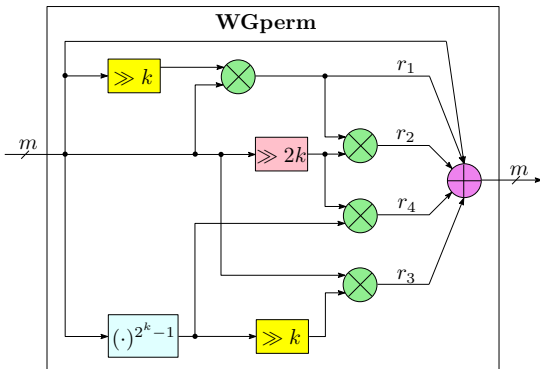 WGperm
≫ k
r₁
m
≫ 2k
r₂
m
r₄
r₃
(·)^{2^k−1}
≫ k